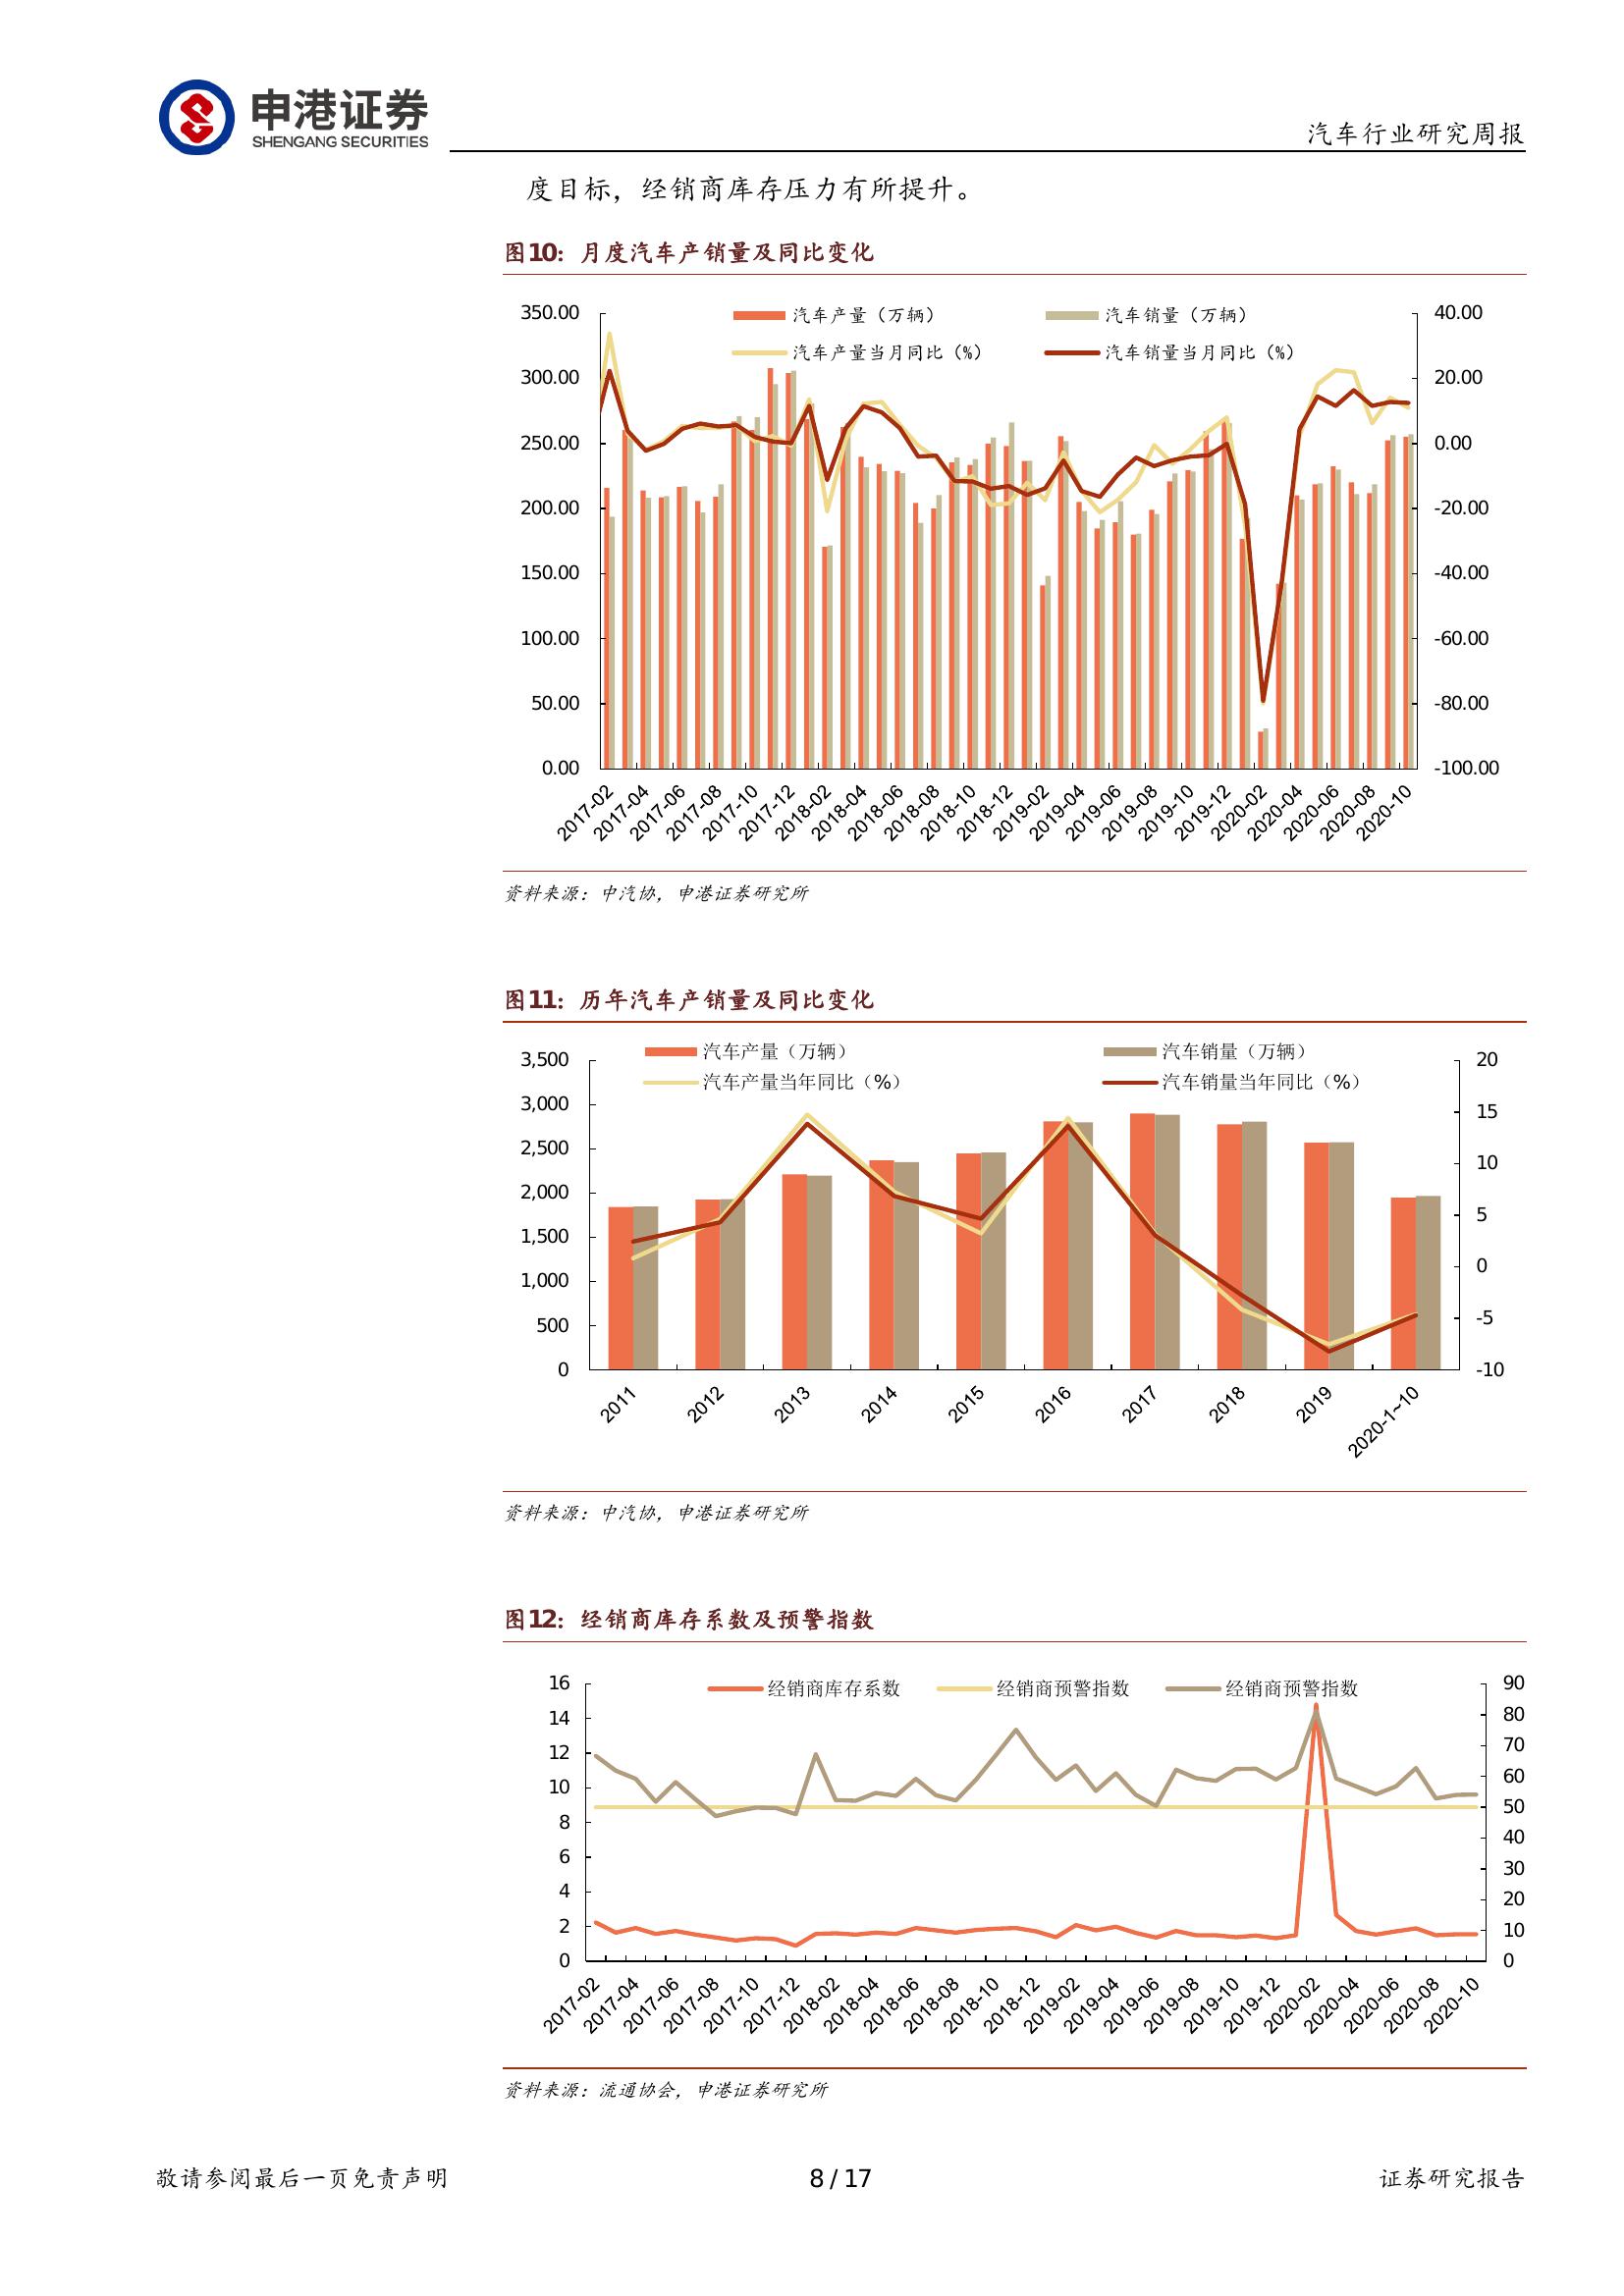 申港证券
SHENGANG SECURITIES
汽车行业研究周报
度目标，经销商库存压力有所提升。
图10：月度汽车产销量及同比变化
汽车产量（万辆） 汽车销量（万辆）
汽车产量当月同比（%） 汽车销量当月同比（%）
350.00
300.00
250.00
200.00
150.00
100.00
50.00
0.00
40.00
20.00
0.00
-20.00
-40.00
-60.00
-80.00
-100.00
2017-02 2017-04 2017-06 2017-08 2017-10 2017-12 2018-02 2018-04 2018-06 2018-08 2018-10 2018-12 2019-02 2019-04 2019-06 2019-08 2019-10 2019-12 2020-02 2020-04 2020-06 2020-08 2020-10
资料来源：中汽协，申港证券研究所
图11：历年汽车产销量及同比变化
汽车产量（万辆） 汽车销量（万辆）
汽车产量当年同比（%） 汽车销量当年同比（%）
3,500
3,000
2,500
2,000
1,500
1,000
500
0
20
15
10
5
0
-5
-10
2011 2012 2013 2014 2015 2016 2017 2018 2019 2020-1~10
资料来源：中汽协，申港证券研究所
图12：经销商库存系数及预警指数
经销商库存系数 经销商预警指数 经销商预警指数
16
14
12
10
8
6
4
2
0
90
80
70
60
50
40
30
20
10
0
2017-02 2017-04 2017-06 2017-08 2017-10 2017-12 2018-02 2018-04 2018-06 2018-08 2018-10 2018-12 2019-02 2019-04 2019-06 2019-08 2019-10 2019-12 2020-02 2020-04 2020-06 2020-08 2020-10
资料来源：流通协会，申港证券研究所
敬请参阅最后一页免责声明 8 / 17 证券研究报告